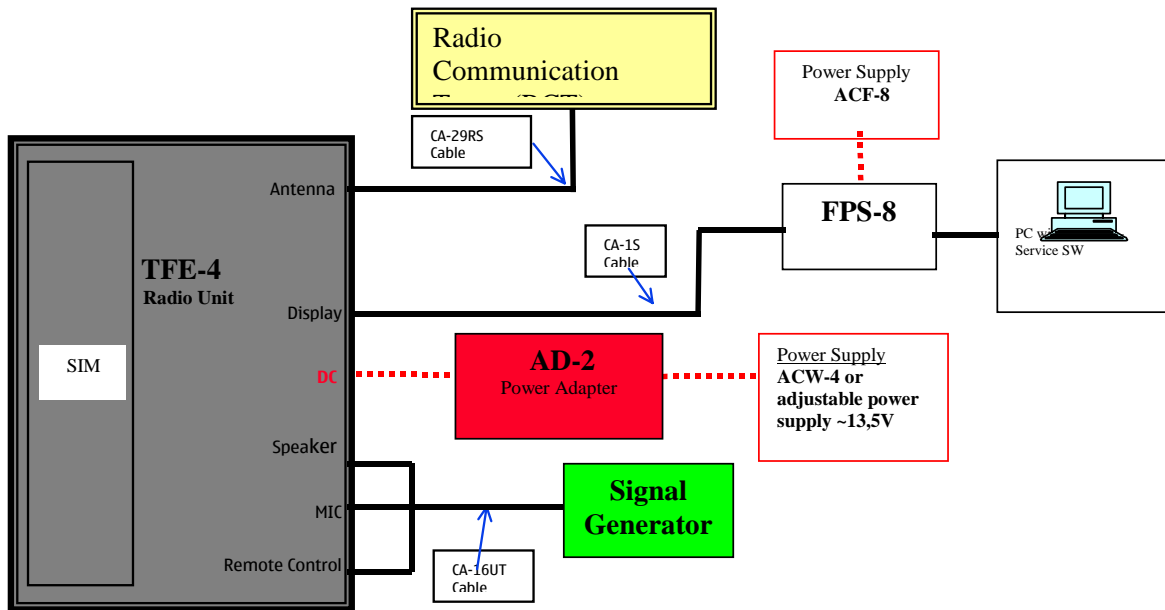 Radio
Communication
Power Supply
ACF-8
CA-29RS
Cable
Antenna
FPS-8
PC
Service SW
CA-1S
Cable
TFE-4
Radio Unit
Display
SIM
DC
AD-2
Power Adapter
Power Supply
ACW-4 or
adjustable power
supply ~13,5V
Speaker
MIC
Signal
Generator
Remote Control
CA-16UT
Cable